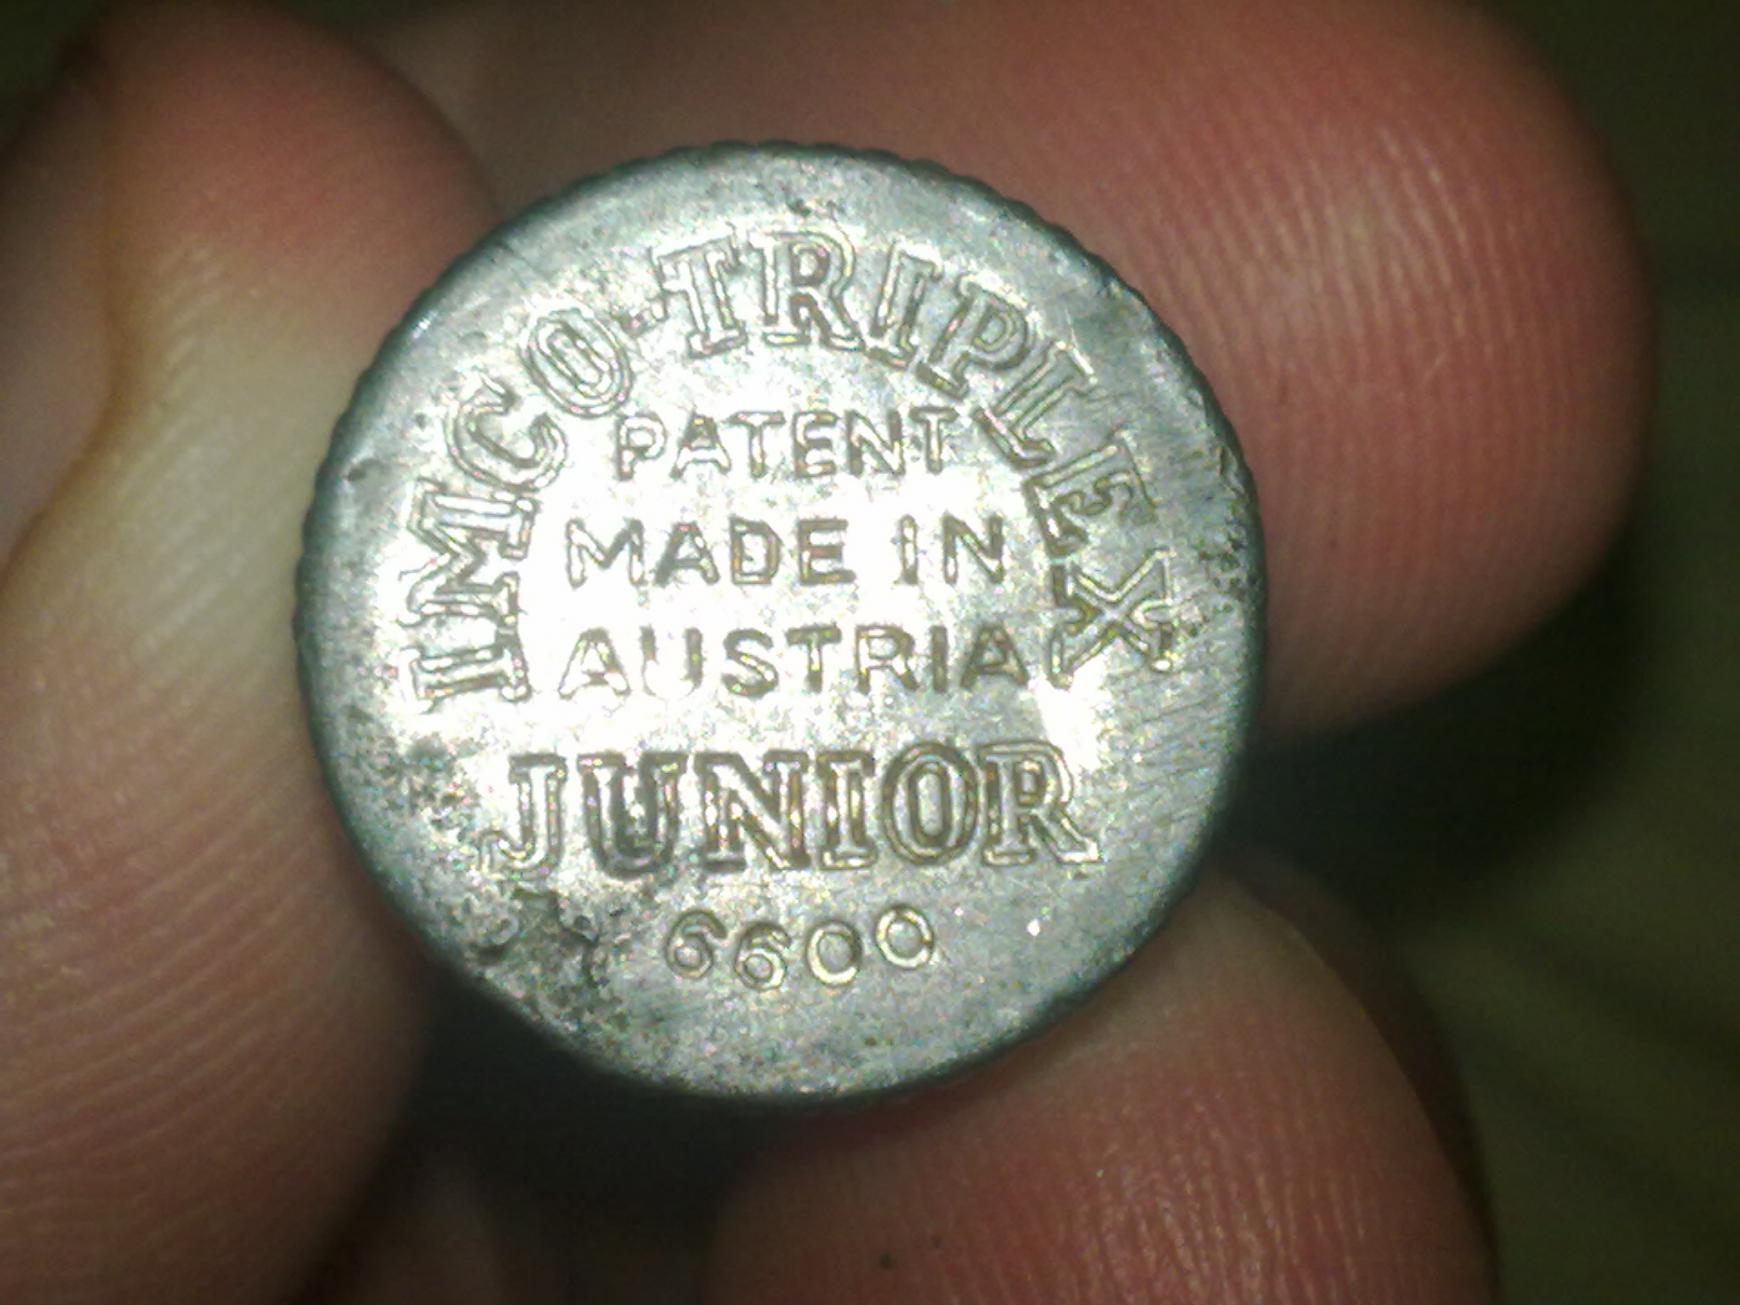 IMCO-TRIPLEX
PATENT
MADE IN
AUSTRIA
JUNIOR
6600